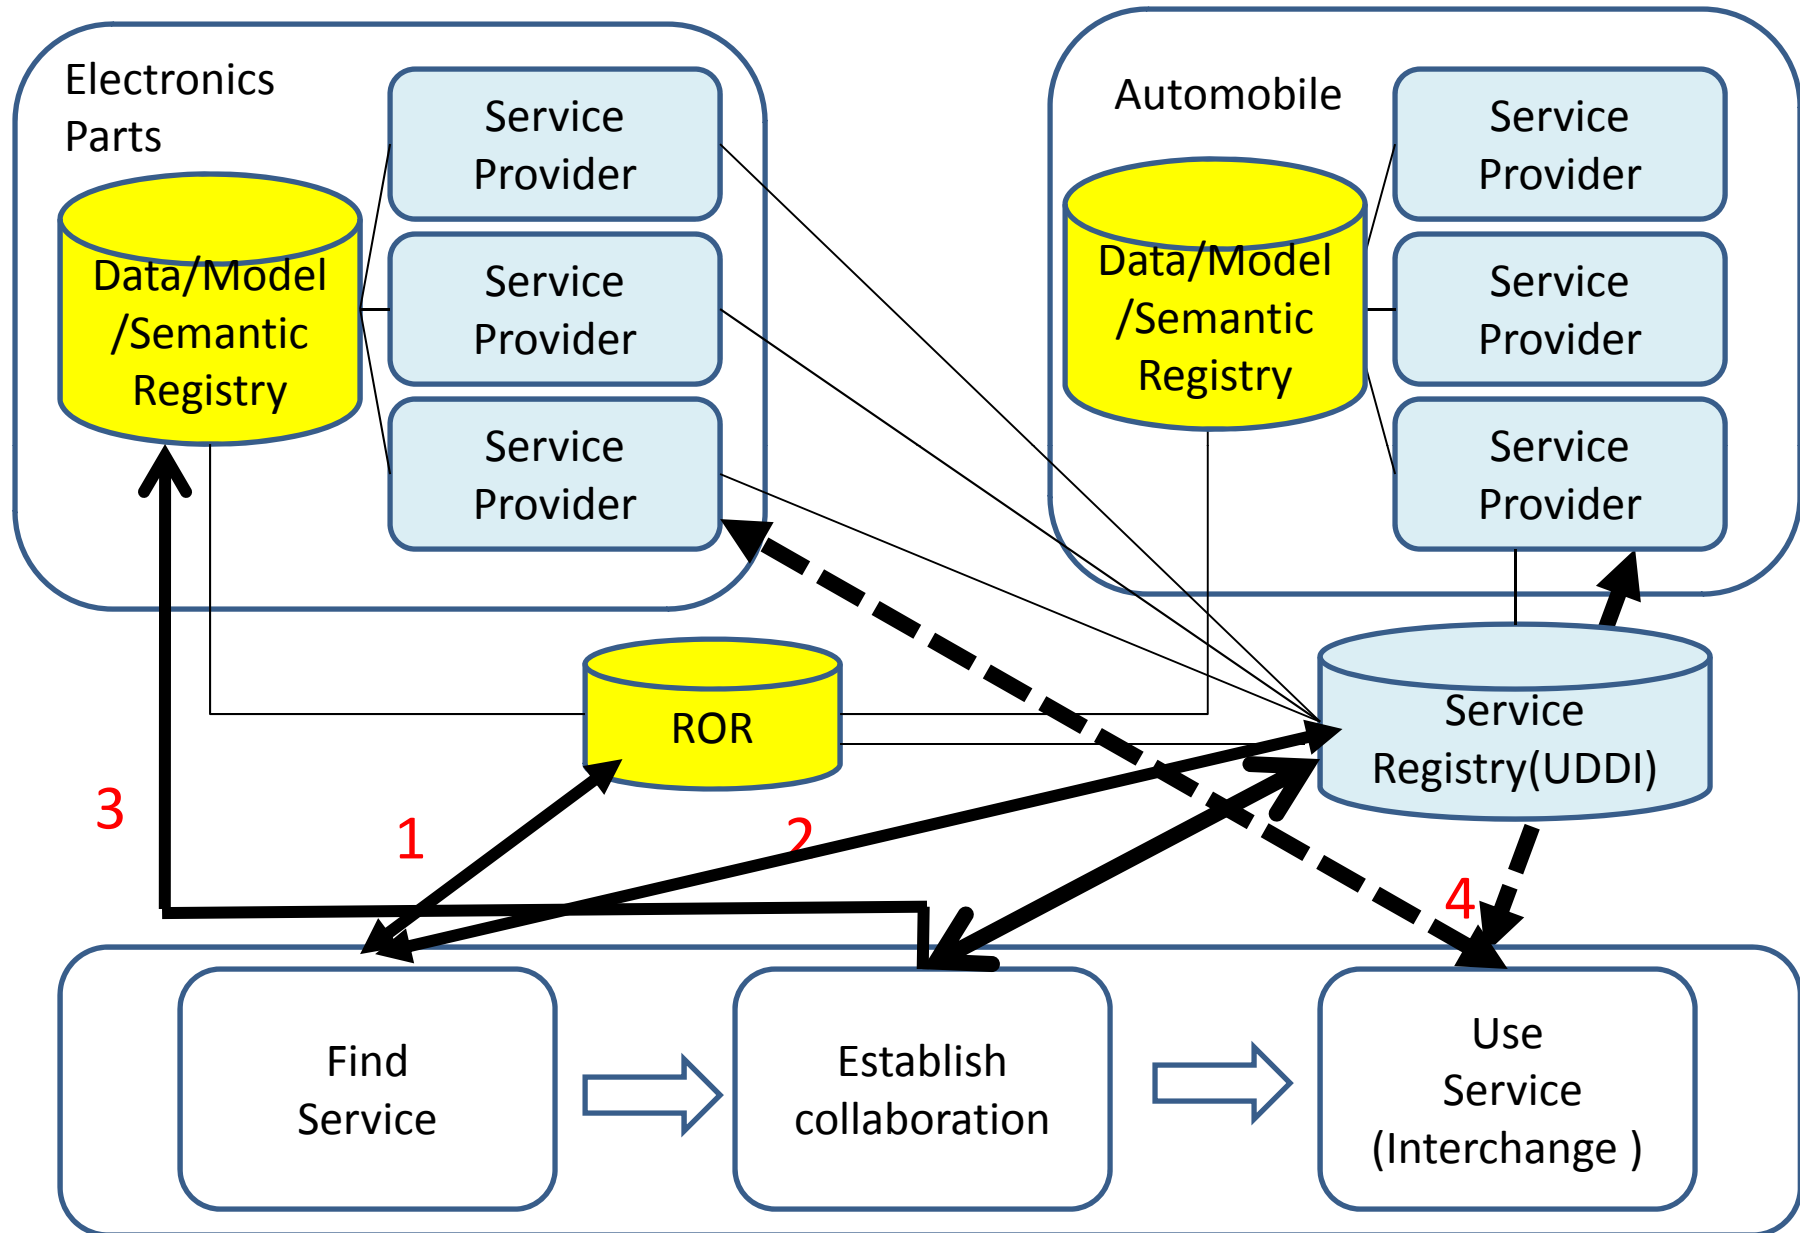 Electronics
Parts
Service
Provider
Data/Model
/Semantic
Registry
Service
Provider
Service
Provider
Automobile
Service
Provider
Data/Model
/Semantic
Registry
Service
Provider
Service
Provider
ROR
Service
Registry(UDDI)
3
1
2
4
Find
Service
Establish
collaboration
Use
Service
(Interchange )